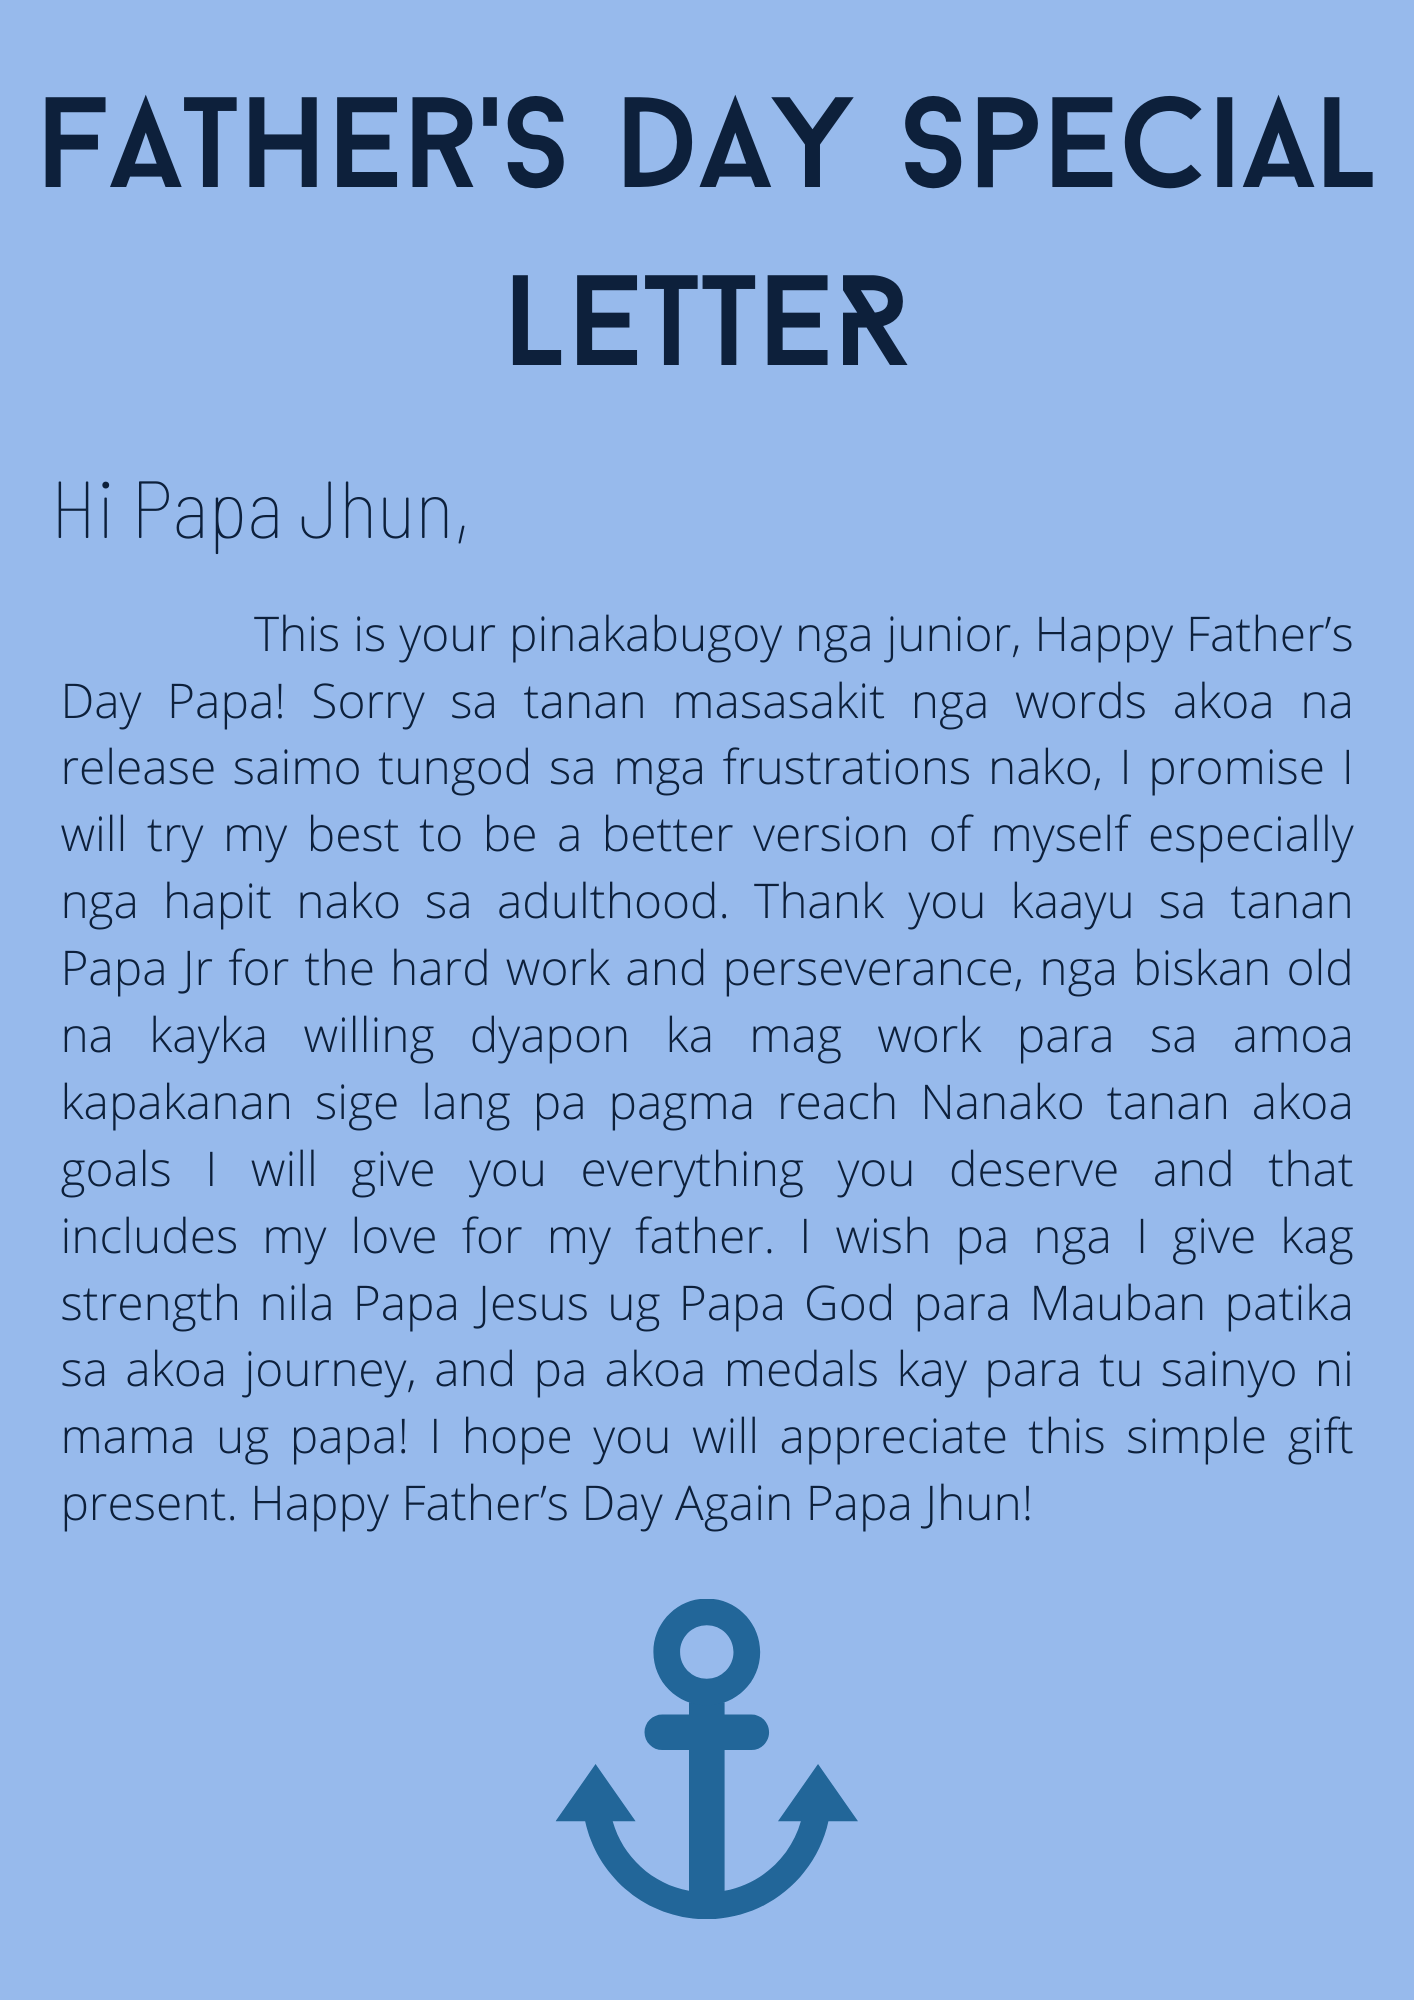 FATHER'S DAY SPECIAL
LETTER
Hi Papa Jhun,
This is your pinakabugoy nga junior, Happy Father’s
Day Papa! Sorry sa tanan masasakit nga words akoa na
release saimo tungod sa mga frustrations nako, I promise I
will try my best to be a better version of myself especially
nga hapit nako sa adulthood. Thank you kaayu sa tanan
Papa Jr for the hard work and perseverance, nga biskan old
na kayka willing dyapon ka mag work para sa amoa
kapakanan sige lang pa pagma reach Nanako tanan akoa
goals I will give you everything you deserve and that
includes my love for my father. I wish pa nga I give kag
strength nila Papa Jesus ug Papa God para Mauban patika
sa akoa journey, and pa akoa medals kay para tu sainyo ni
mama ug papa! I hope you will appreciate this simple gift
present. Happy Father’s Day Again Papa Jhun!